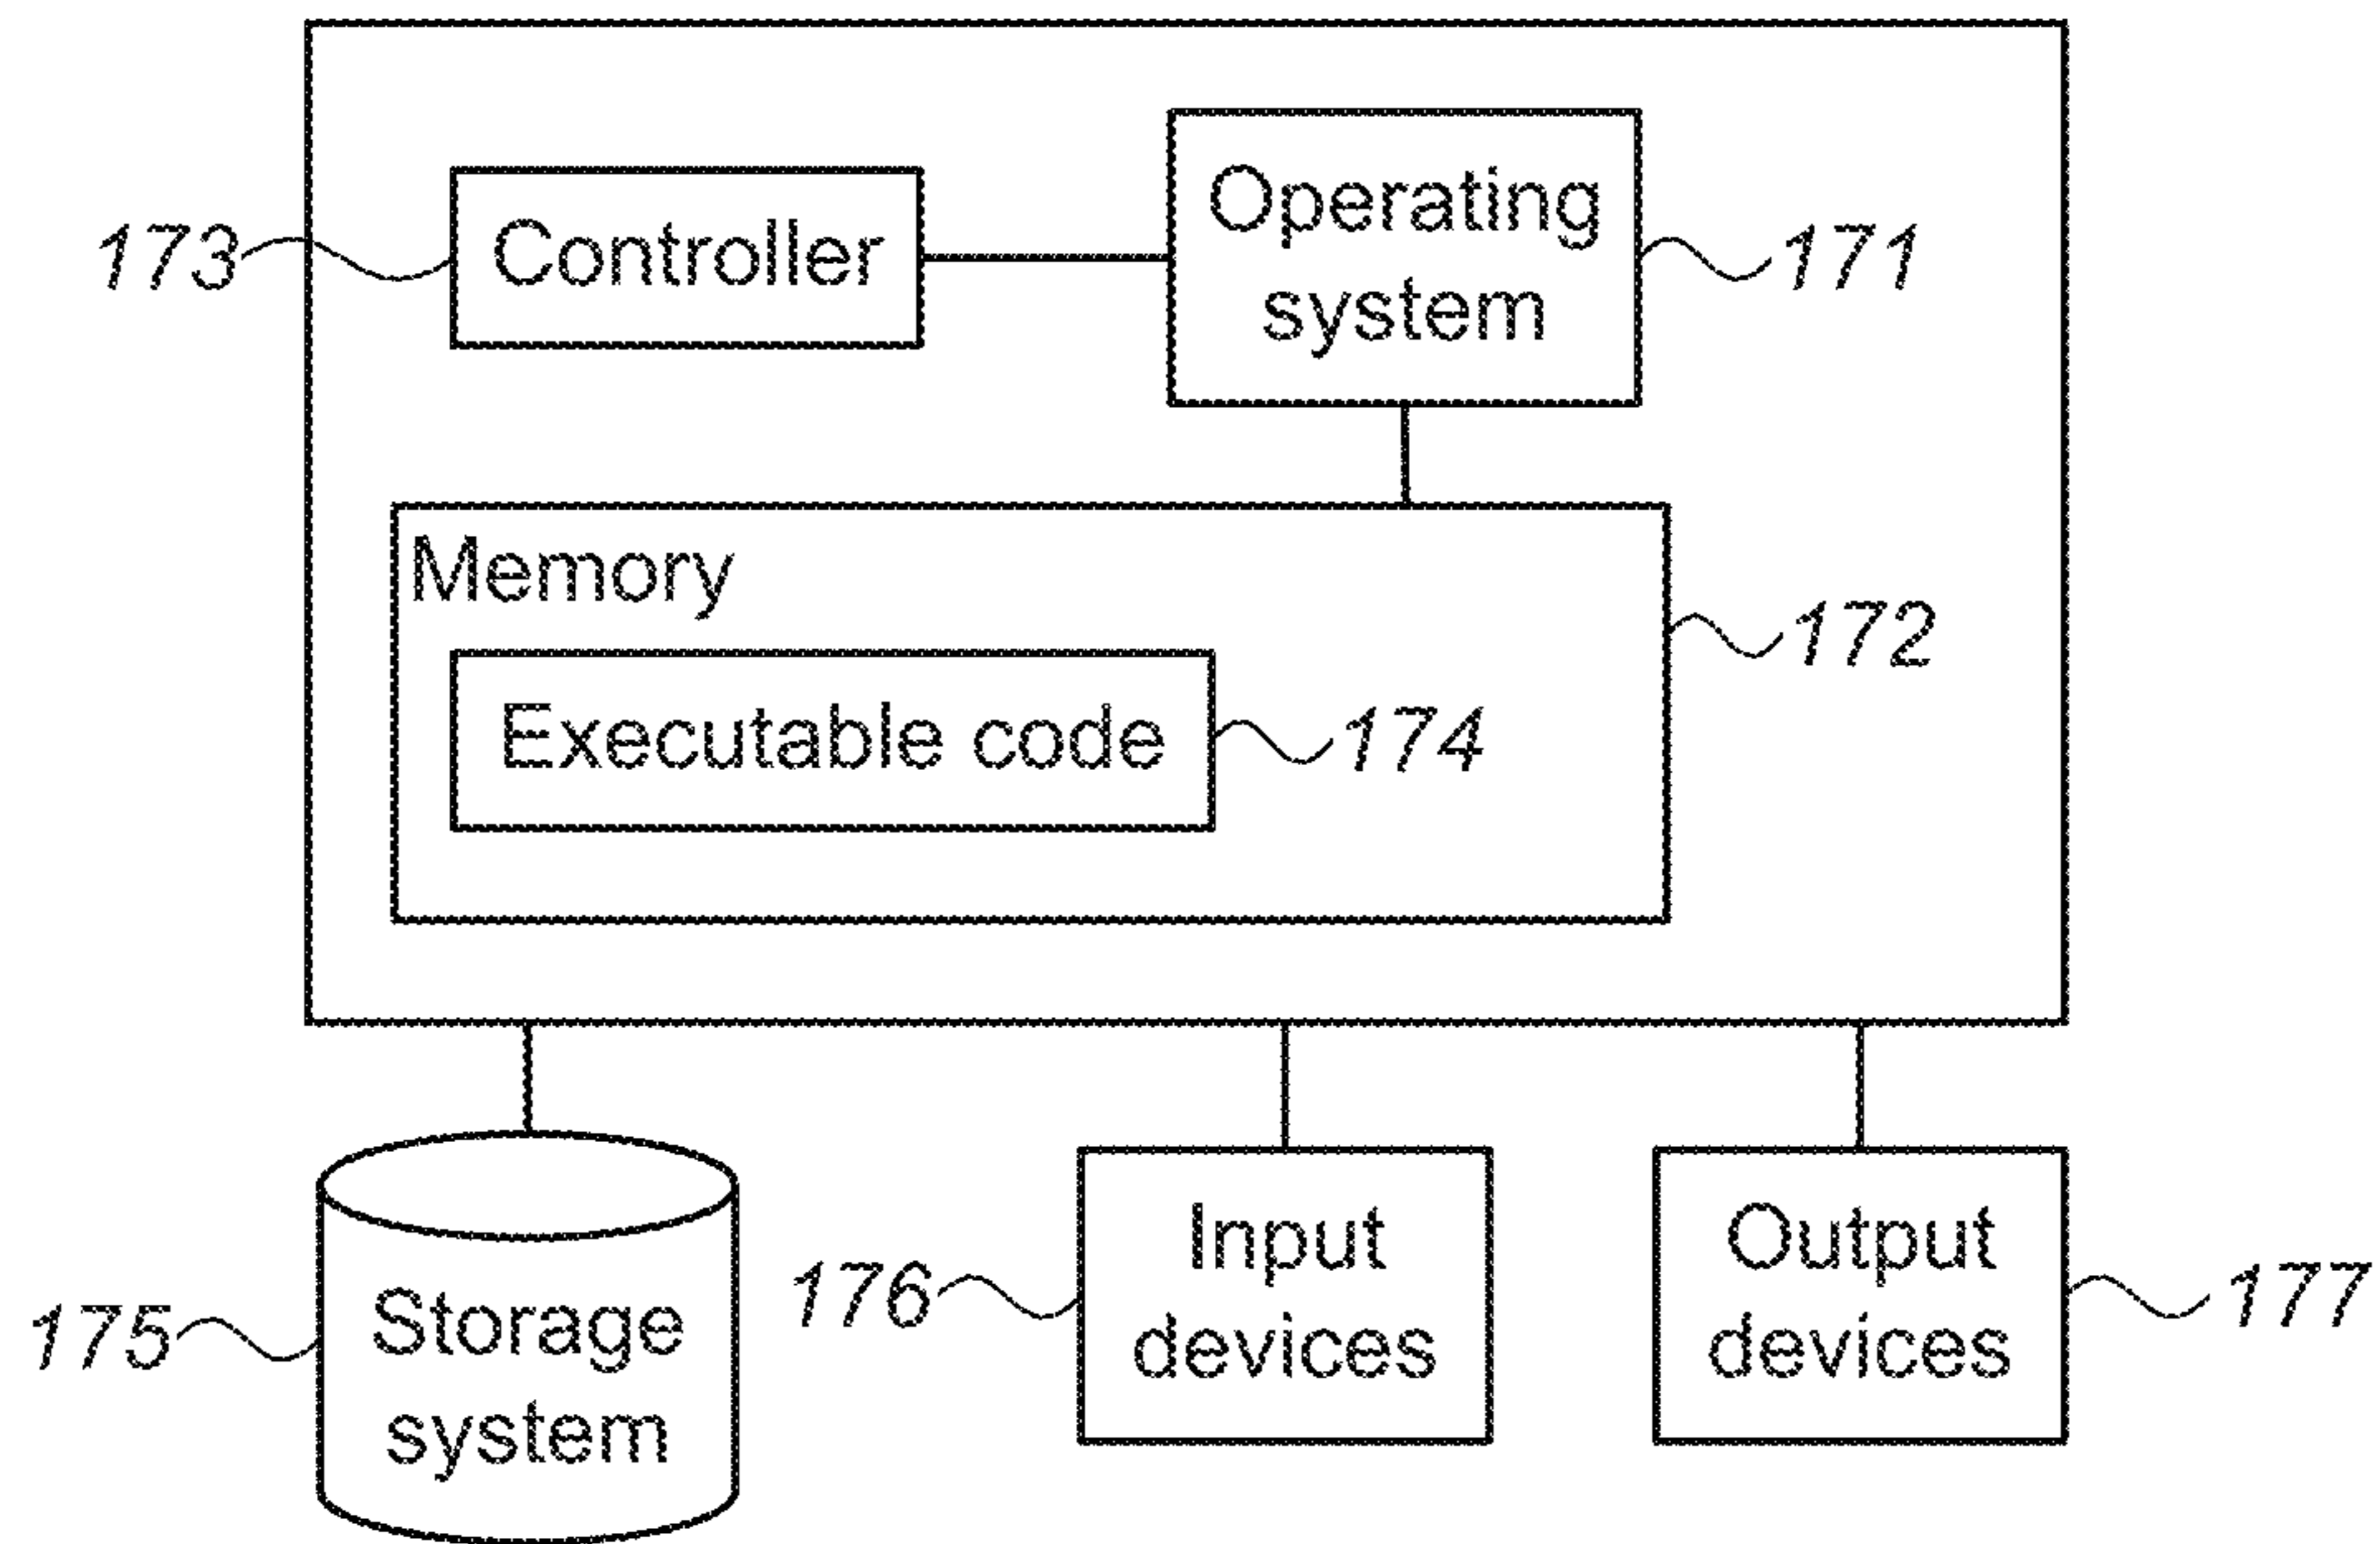 173
Controller
Operating
system
171
Memory
172
Executable code
174
175
Storage
system
176
Input
devices
Output
devices
177